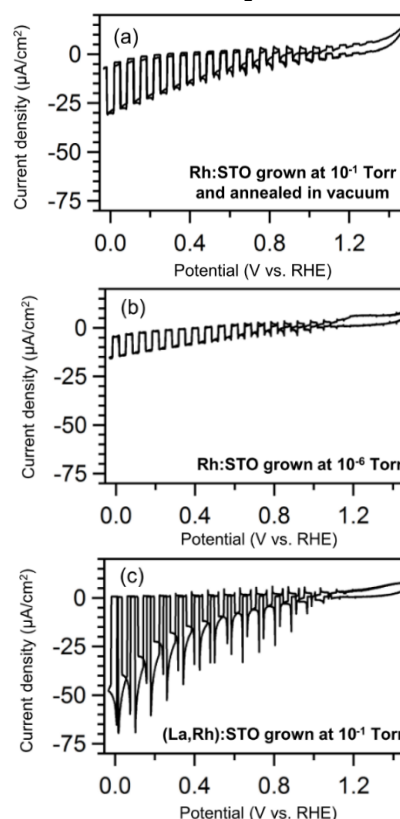 (a)
0
-25
-50
-75
Current density (µA/cm²)
Rh:STO grown at 10⁻¹ Torr
and annealed in vacuum
0.0 0.4 0.8 1.2
Potential (V vs. RHE)
(b)
0
-25
-50
-75
Current density (µA/cm²)
Rh:STO grown at 10⁻⁶ Torr
0.0 0.4 0.8 1.2
Potential (V vs. RHE)
(c)
0
-25
-50
-75
Current density (µA/cm²)
(La,Rh):STO grown at 10⁻¹ Torr
0.0 0.4 0.8 1.2
Potential (V vs. RHE)